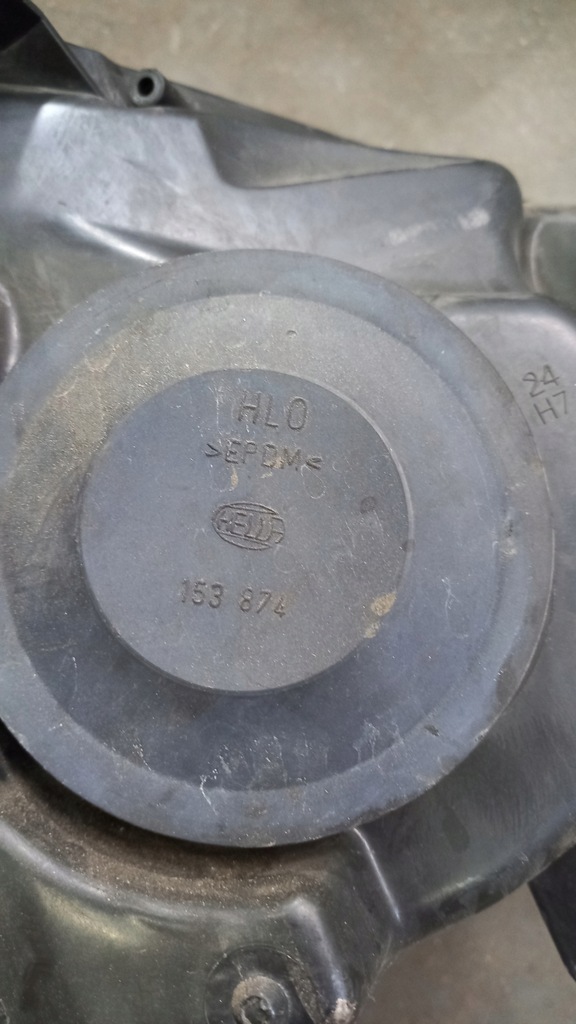 HLO
>EPDM<
HELLA
153 874
24
H7